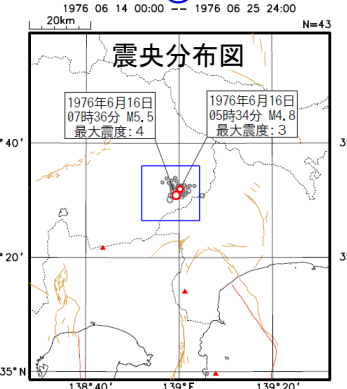 1976 06 14 00:00 -- 1976 06 25 24:00
20km
N=43
震央分布図
1976年6月16日
07時36分 M5.5
最大震度:4
1976年6月16日
05時34分 M4.8
最大震度:3
40'
20'
35°N
138°40'
139°E
139°20'